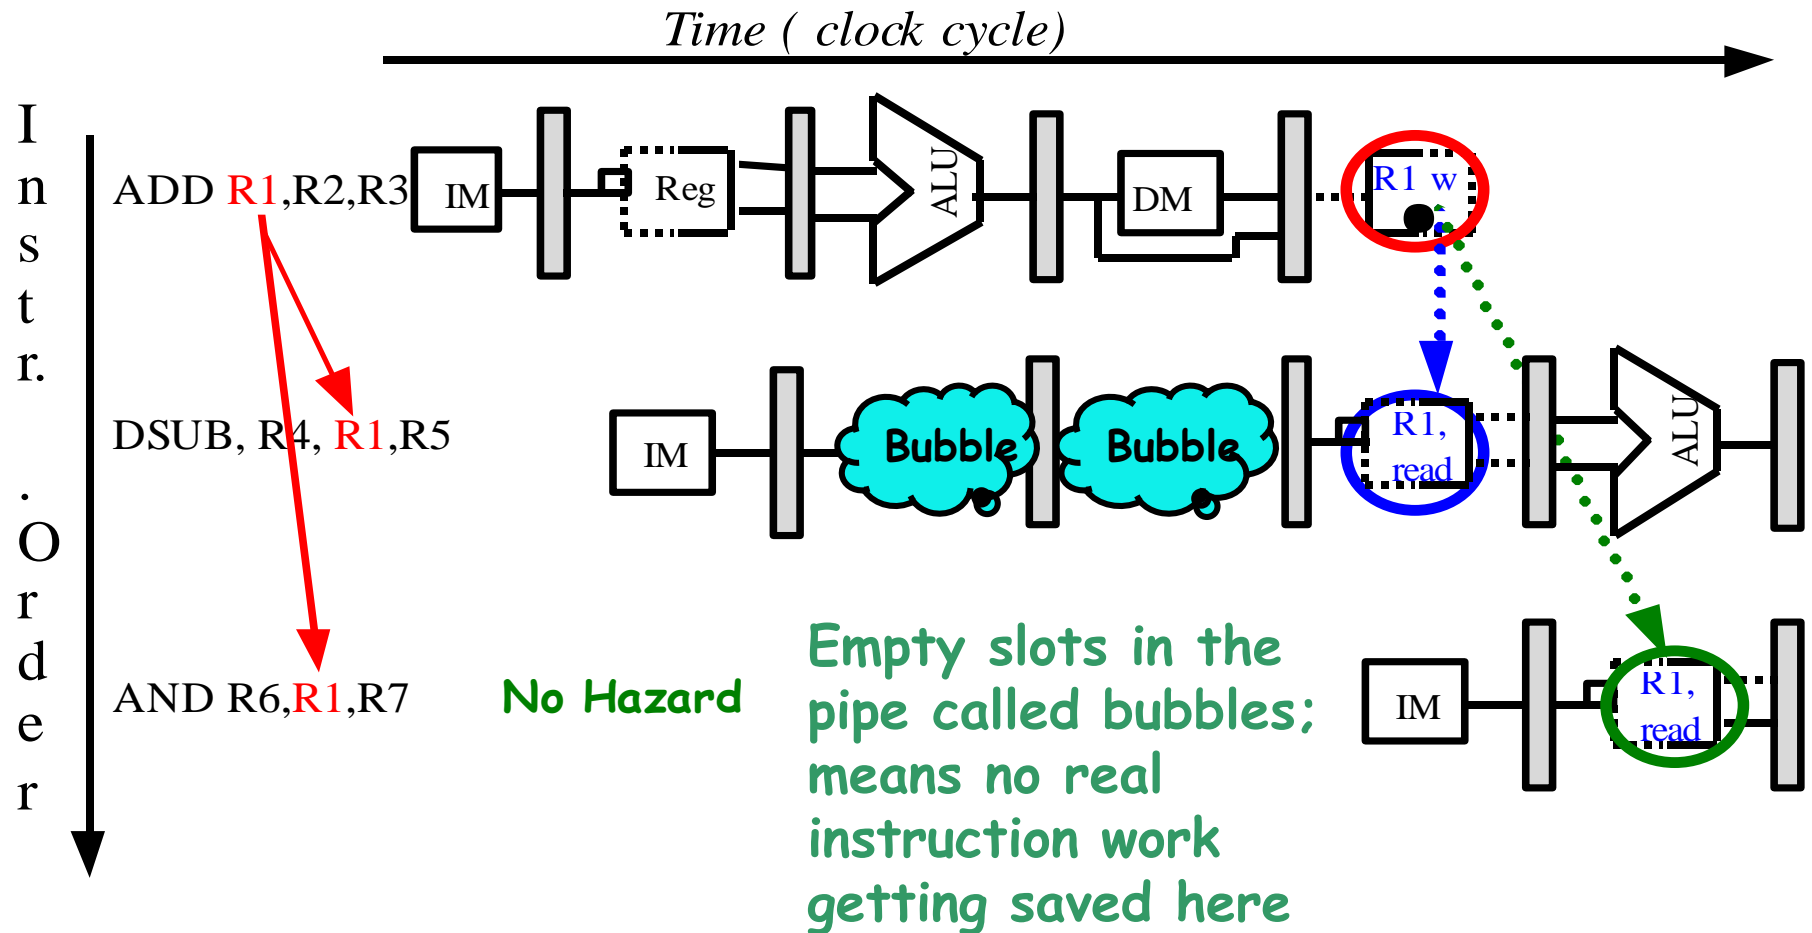 Time ( clock cycle)
I
n
s
t
r.
.
O
r
d
e
r
ADD R1,R2,R3
IM
Reg
ALU
DM
R1 w
DSUB, R4, R1,R5
IM
Bubble
Bubble
R1,
read
ALU
AND R6,R1,R7
No Hazard
Empty slots in the
pipe called bubbles;
means no real
instruction work
getting saved here
IM
R1,
read